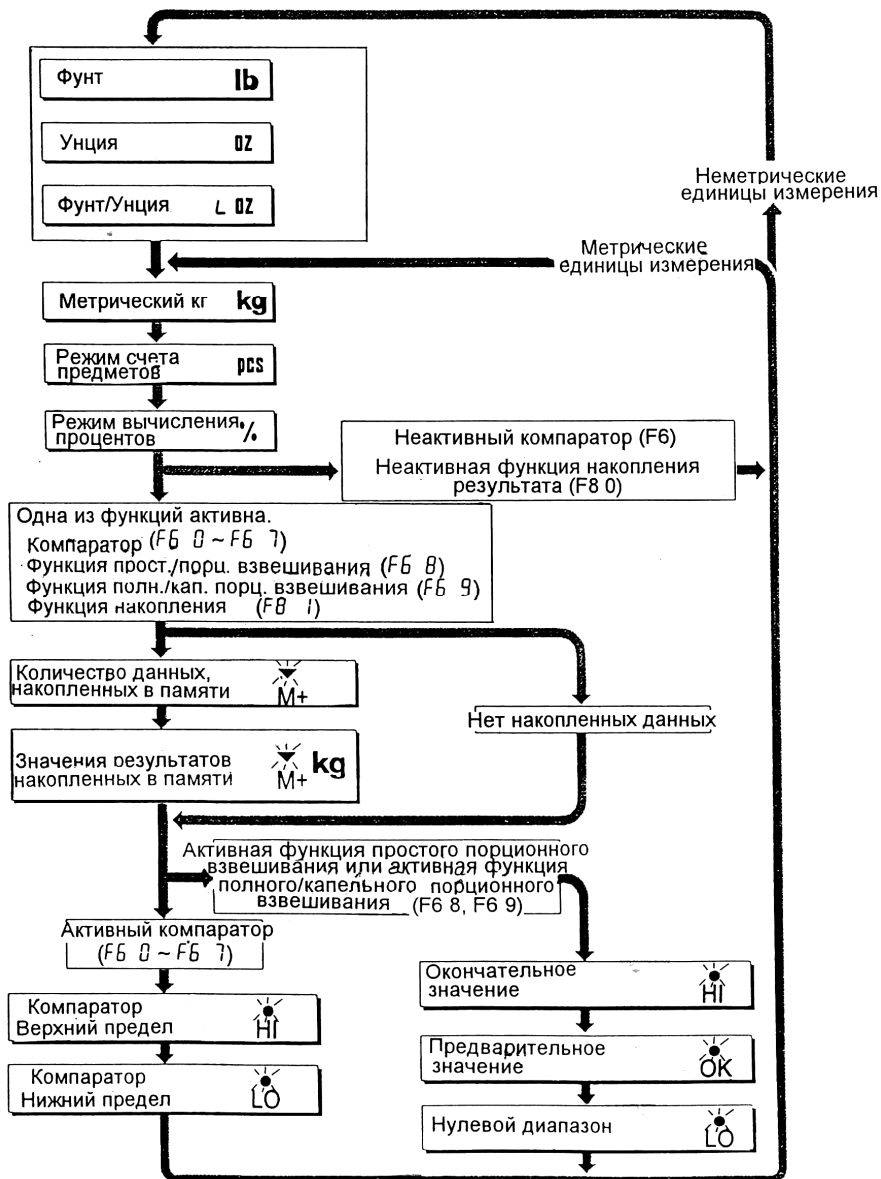 Фунт lb
Унция oz
Фунт/Унция L oz
Неметрические
единицы измерения
Метрические
единицы измерения
Метрический кг kg
Режим счета
предметов pcs
Режим вычисления
процентов %
Неактивный компаратор (F6)
Неактивная функция накопления
результата (F8 0)
Одна из функций активна.
Компаратор (F6 0 ~ F6 7)
Функция прост./порц. взвешивания (F6 8)
Функция полн./кап. порц. взвешивания (F6 9)
Функция накопления (F8 1)
Количество данных,
накопленных в памяти M+
Нет накопленных данных
Значения результатов
накопленных в памяти M+ kg
Активная функция простого порционного
взвешивания или активная функция
полного/капельного порционного
взвешивания (F6 8, F6 9)
Активный компаратор
(F6 0 ~ F6 7)
Окончательное
значение HI
Компаратор
Верхний предел HI
Предварительное
значение OK
Компаратор
Нижний предел LO
Нулевой диапазон LO